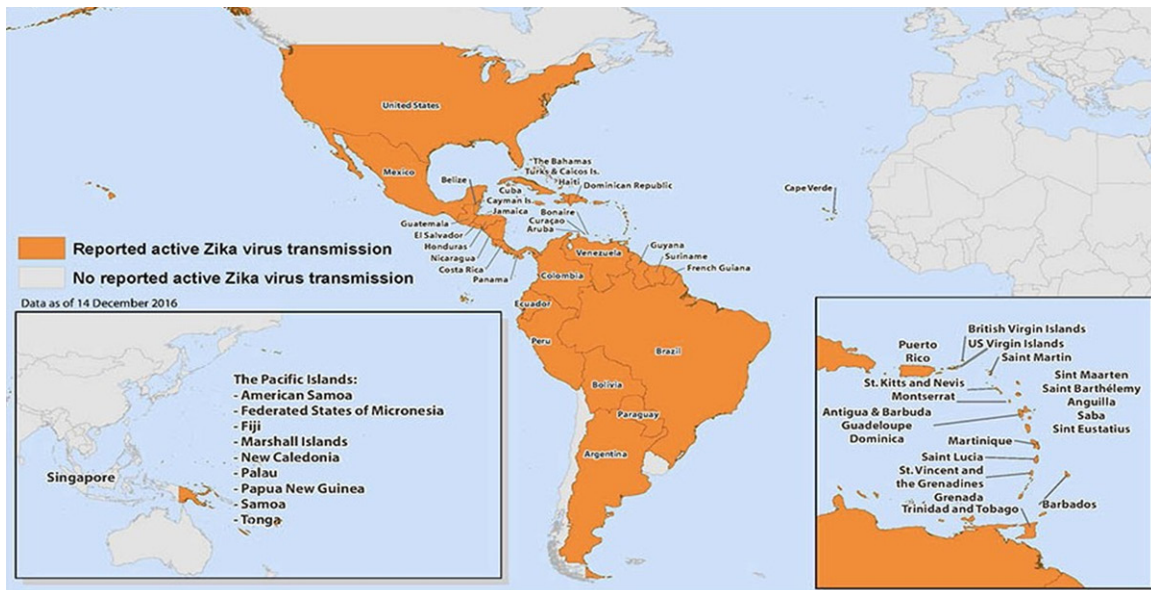 United States
Mexico
The Bahamas
Turks & Caicos Is.
Haiti
Belize
Dominican Republic
Cuba
Cayman Is.
Jamaica
Cape Verde
Bonaire
Curaçao
Aruba
Guatemala
El Salvador
Honduras
Nicaragua
Costa Rica
Panama
Guyana
Suriname
French Guiana
Venezuela
Colombia
Ecuador
Peru
Brazil
Bolivia
Paraguay
Argentina
Reported active Zika virus transmission
No reported active Zika virus transmission
Data as of 14 December 2016
The Pacific Islands:
- American Samoa
- Federated States of Micronesia
- Fiji
- Marshall Islands
- New Caledonia
- Palau
- Papua New Guinea
- Samoa
- Tonga
Singapore
British Virgin Islands
US Virgin Islands
Saint Martin
Puerto
Rico
St. Kitts and Nevis
Montserrat
Antigua & Barbuda
Guadeloupe
Dominica
Sint Maarten
Saint Barthélemy
Anguilla
Saba
Sint Eustatius
Martinique
Saint Lucia
St. Vincent and
the Grenadines
Grenada
Trinidad and Tobago
Barbados